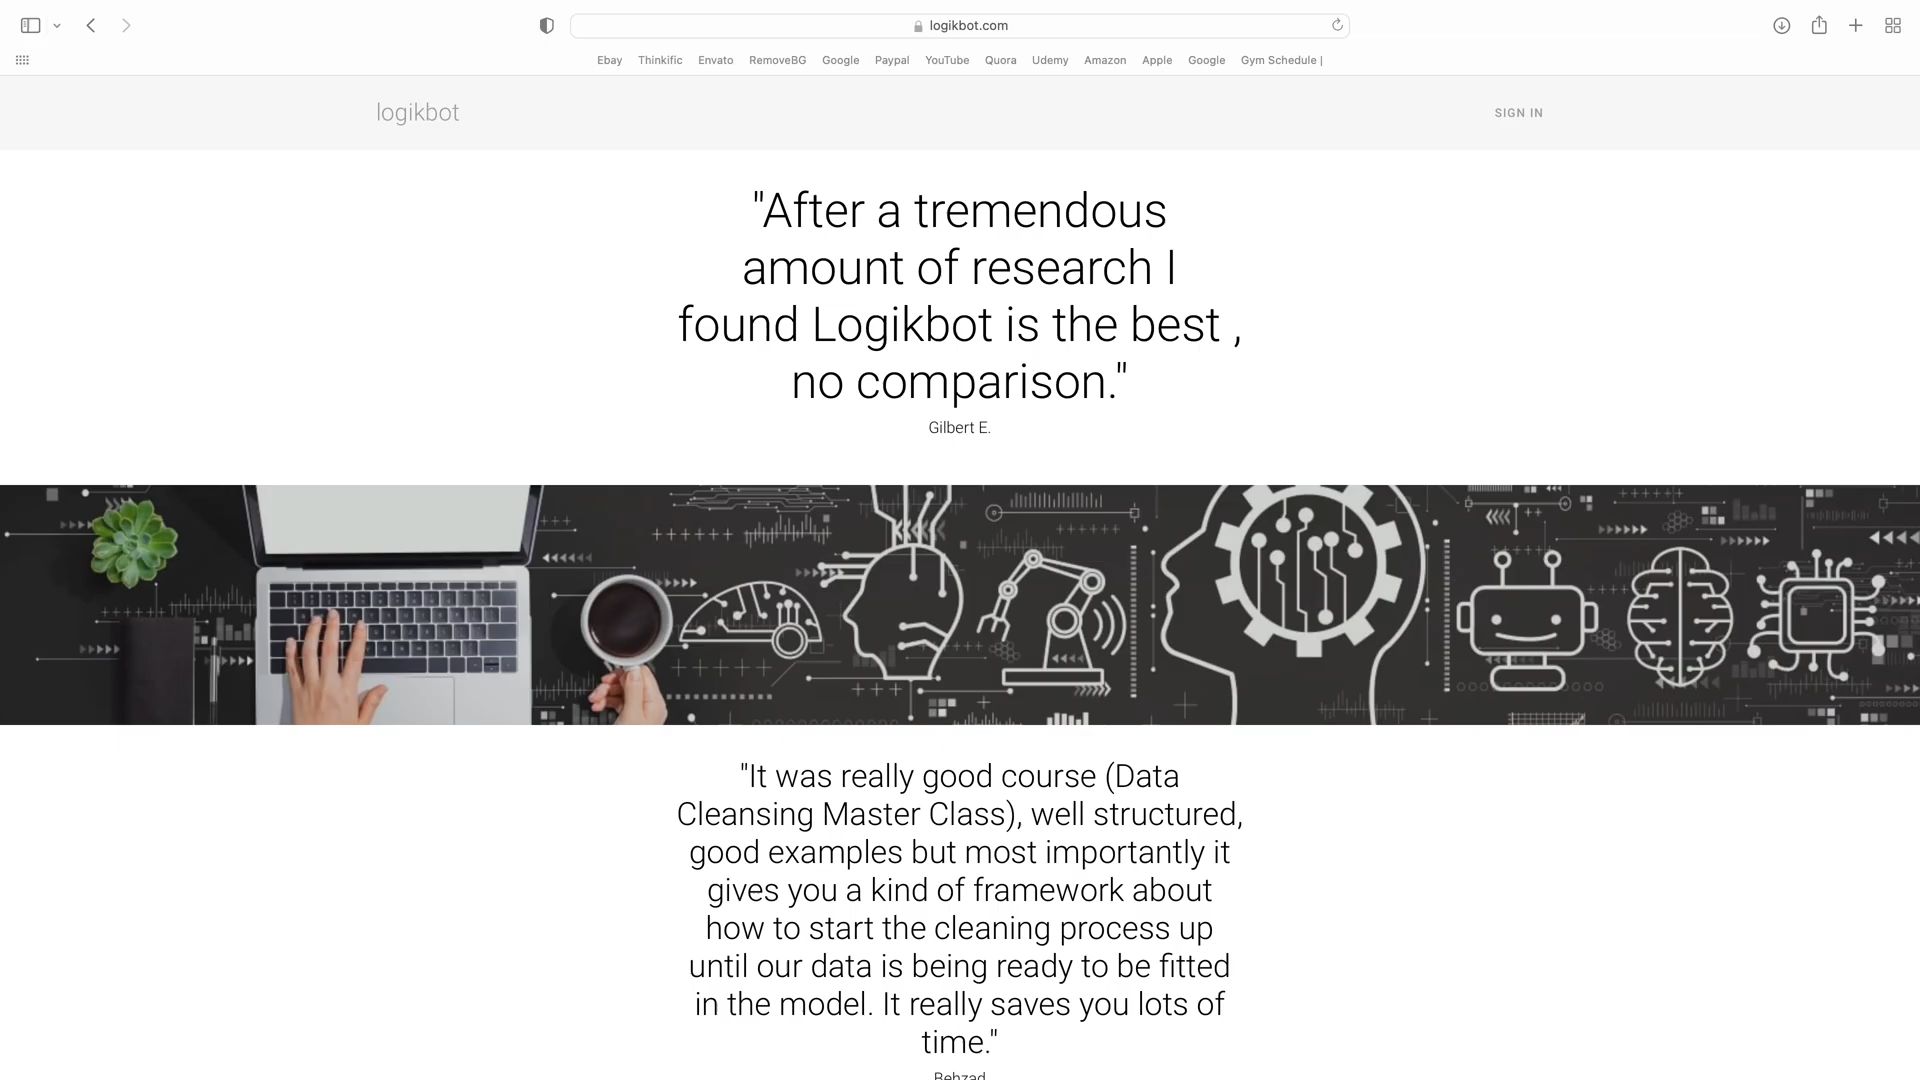 logikbot.com
Ebay Thinkific Envato RemoveBG Google Paypal YouTube Quora Udemy Amazon Apple Google Gym Schedule |
logikbot
SIGN IN
"After a tremendous
amount of research I
found Logikbot is the best ,
no comparison."
Gilbert E.
"It was really good course (Data
Cleansing Master Class), well structured,
good examples but most importantly it
gives you a kind of framework about
how to start the cleaning process up
until our data is being ready to be fitted
in the model. It really saves you lots of
time."
Behzad